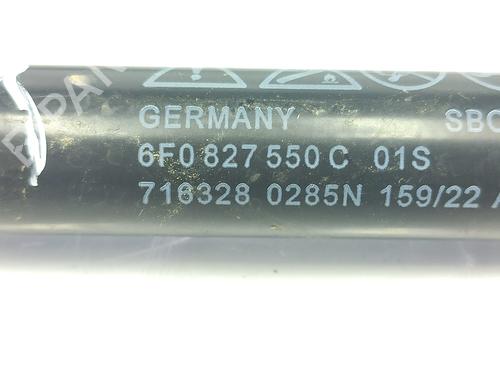 GERMANY SBC
6F0 827 550 C 01S
716328 0285N 159/22 A